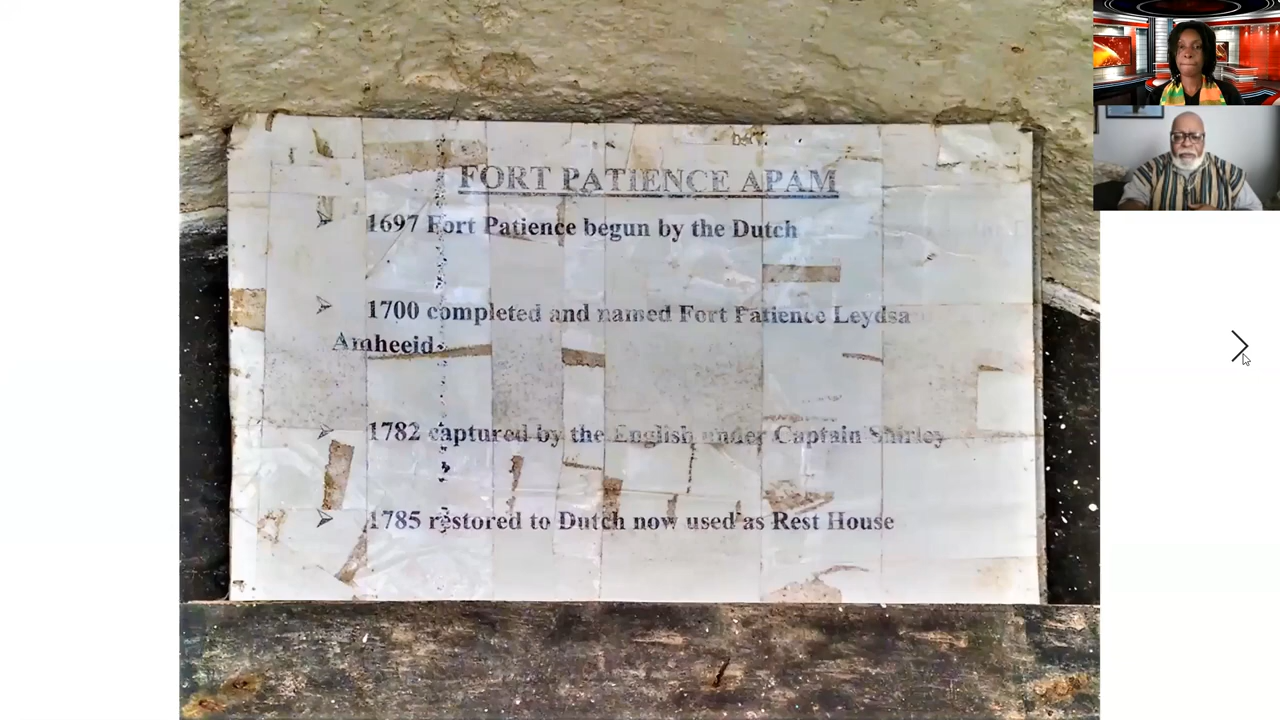 FORT PATIENCE APAM
1697 Fort Patience begun by the Dutch
1700 completed and named Fort Patience Leydsa
Amheeid
1782 captured by the English under Captain Shirley
1785 restored to Dutch now used as Rest House